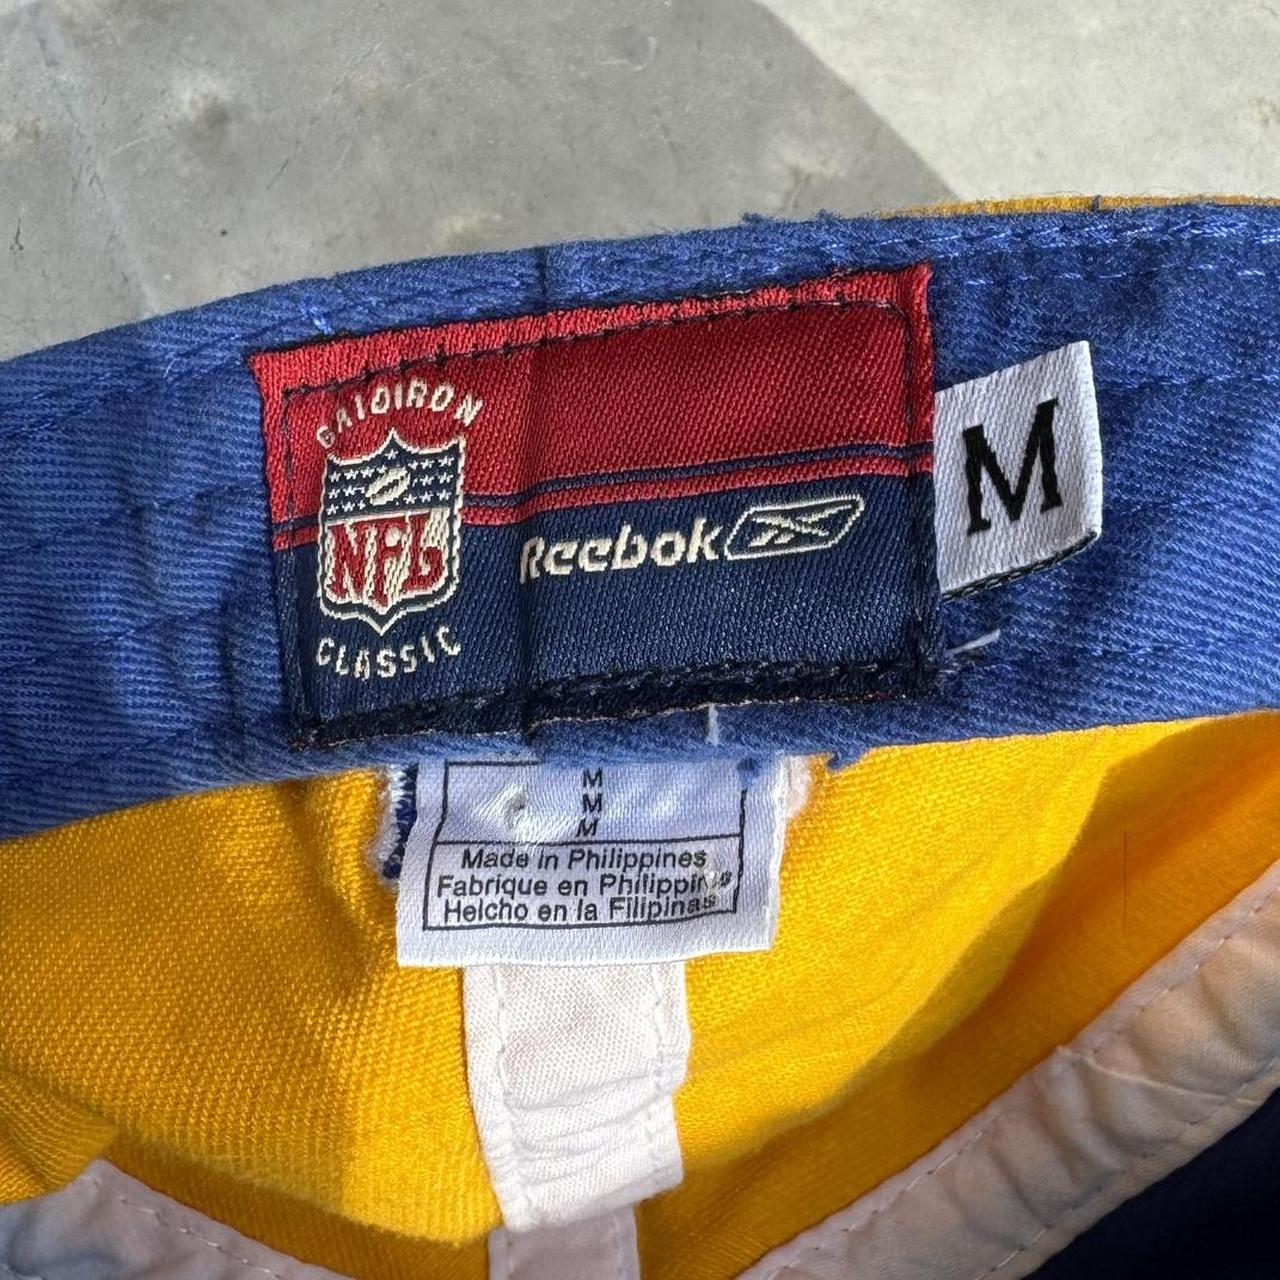 GRIDIRON
NFL
CLASSIC
Reebok
M
M
M
M
Made in Philippines
Fabrique en Philippines
Helcho en la Filipinas